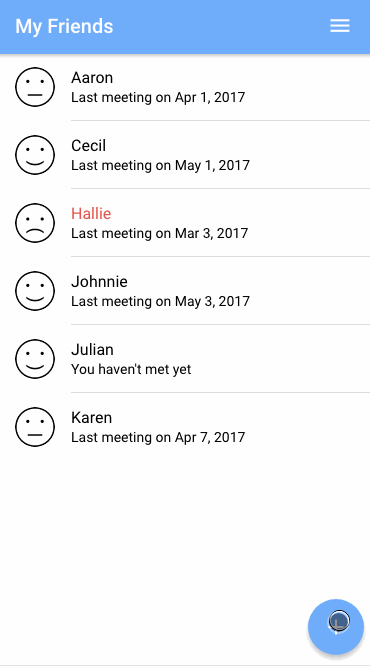 My Friends
Aaron
Last meeting on Apr 1, 2017
Cecil
Last meeting on May 1, 2017
Hallie
Last meeting on Mar 3, 2017
Johnnie
Last meeting on May 3, 2017
Julian
You haven't met yet
Karen
Last meeting on Apr 7, 2017